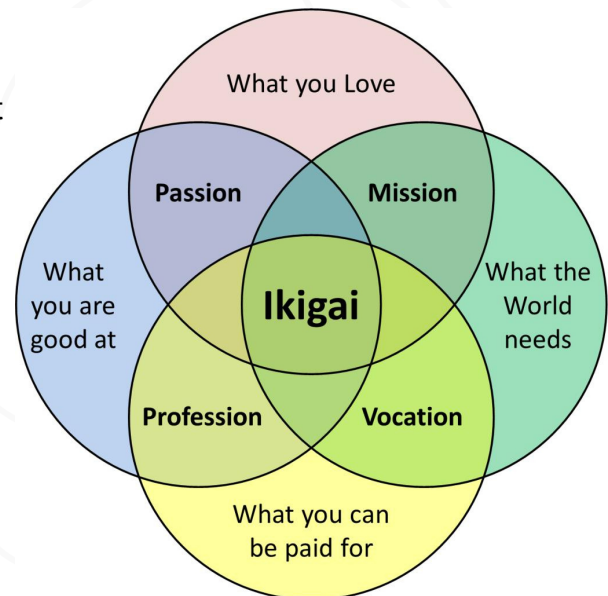 What you Love
Passion
Mission
What
you are
good at
Ikigai
What the
World
needs
Profession
Vocation
What you can
be paid for